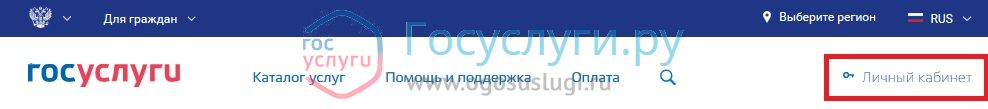 Для граждан
Выберите регион
RUS
гос
услуги
Госуслуги.ру
госуслуги
Каталог услуг
Помощь и поддержка
Оплата
Личный кабинет
www.ogosuslugi.ru